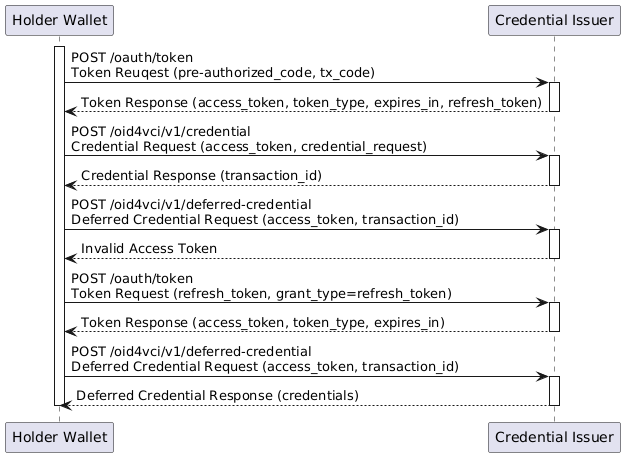 Holder Wallet
Credential Issuer
POST /oauth/token
Token Reuqest (pre-authorized_code, tx_code)
Token Response (access_token, token_type, expires_in, refresh_token)
POST /oid4vci/v1/credential
Credential Request (access_token, credential_request)
Credential Response (transaction_id)
POST /oid4vci/v1/deferred-credential
Deferred Credential Request (access_token, transaction_id)
Invalid Access Token
POST /oauth/token
Token Request (refresh_token, grant_type=refresh_token)
Token Response (access_token, token_type, expires_in)
POST /oid4vci/v1/deferred-credential
Deferred Credential Request (access_token, transaction_id)
Deferred Credential Response (credentials)
Holder Wallet
Credential Issuer